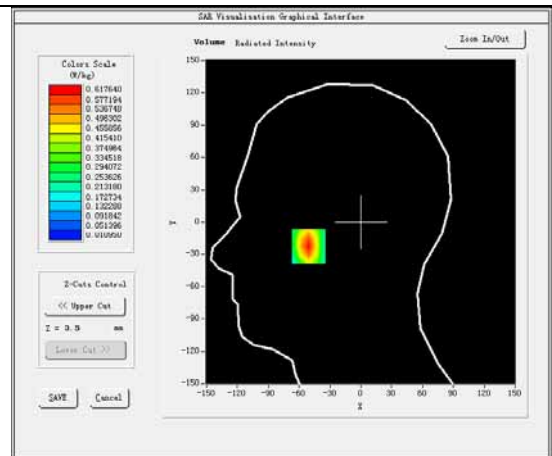 SAR Visualisation Graphical Interface
Volume Radiated Intensity
Zoom In/Out
Colors Scale
(W/kg)
0.617640
0.577194
0.536748
0.496302
0.455856
0.415410
0.374964
0.334518
0.294072
0.253626
0.213180
0.172734
0.132288
0.091842
0.051396
0.010950
Z-Cuts Control
<< Upper Cut
Z = 3.5 mm
Lower Cut >>
SAVE Cancel
150
120
90
60
30
0
-30
-60
-90
-120
-150
Y
-150 -120 -90 -60 -30 0 30 60 90 120 150
X